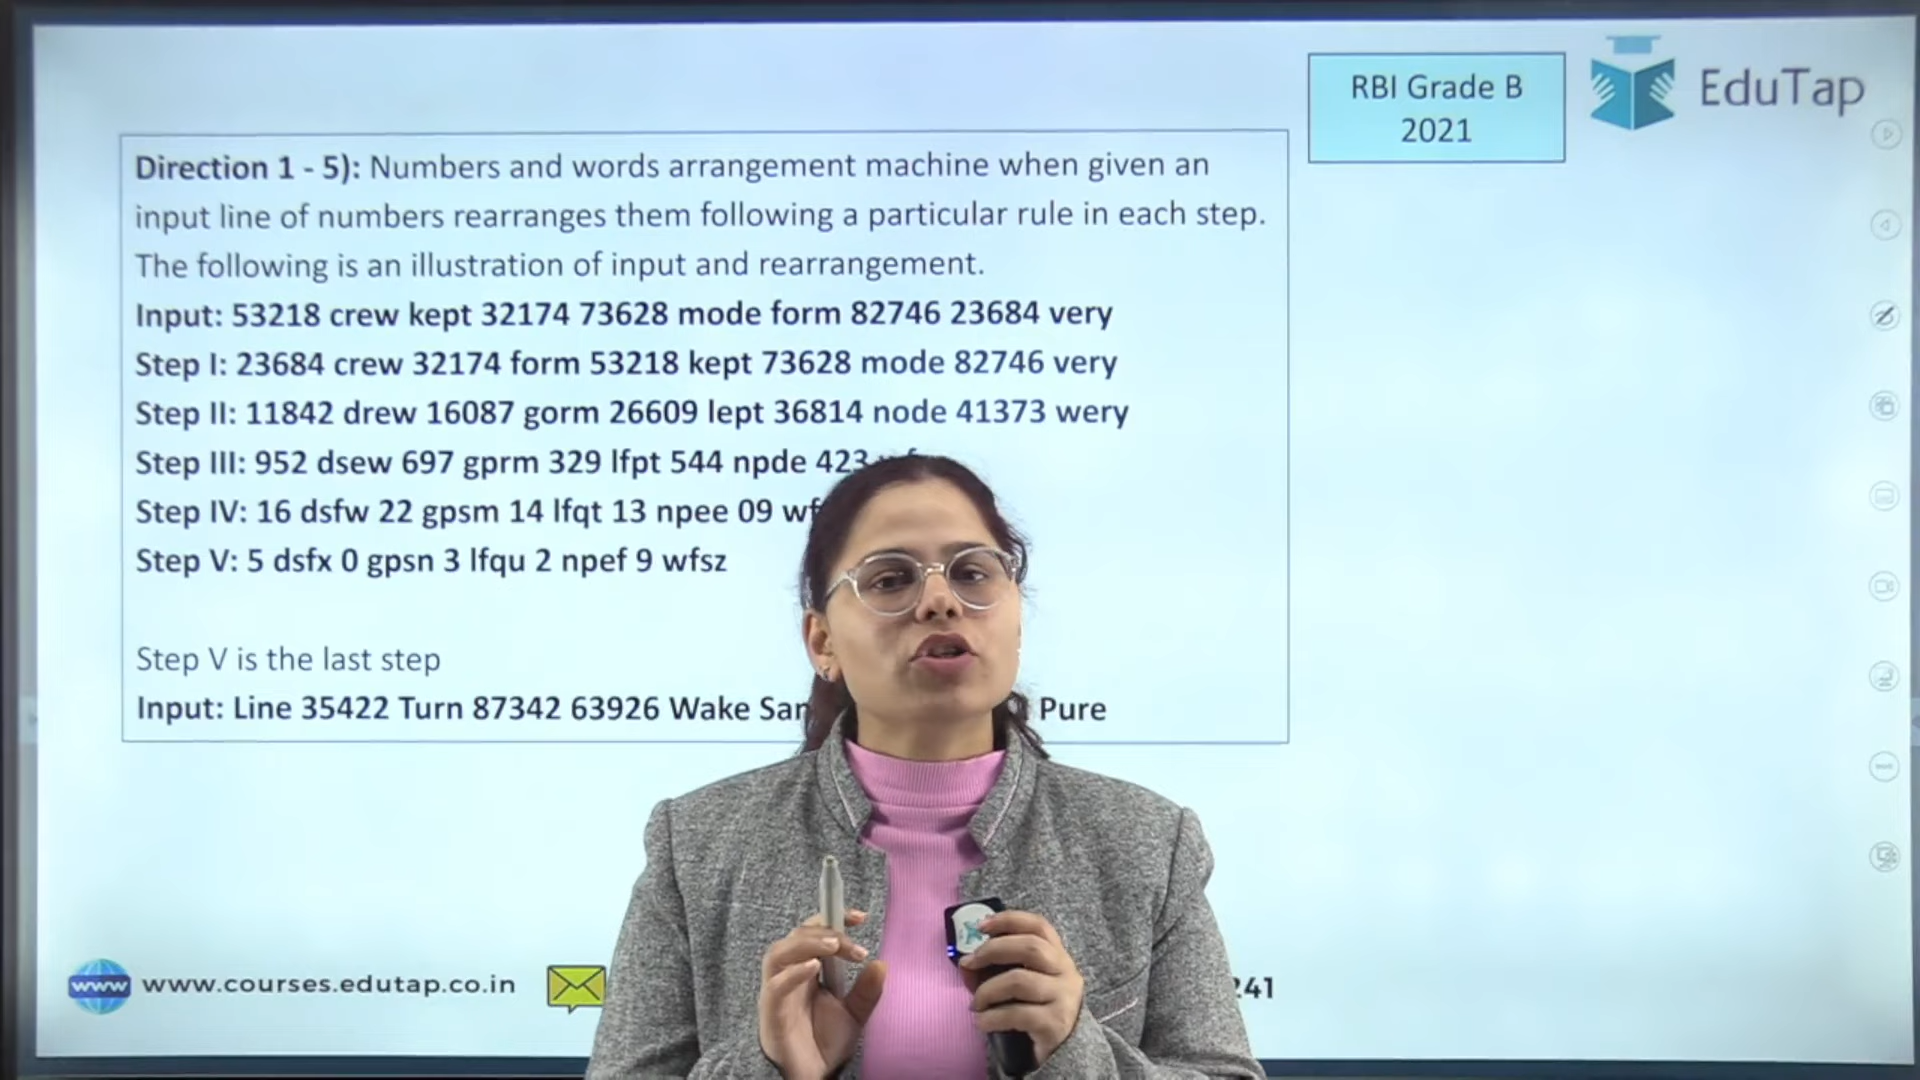 RBI Grade B
2021
EduTap
Direction 1 - 5): Numbers and words arrangement machine when given an
input line of numbers rearranges them following a particular rule in each step.
The following is an illustration of input and rearrangement.
Input: 53218 crew kept 32174 73628 mode form 82746 23684 very
Step I: 23684 crew 32174 form 53218 kept 73628 mode 82746 very
Step II: 11842 drew 16087 gorm 26609 lept 36814 node 41373 wery
Step III: 952 dsew 697 gprm 329 lfpt 544 npde 423
Step IV: 16 dsfw 22 gpsm 14 lfqt 13 npee 09
Step V: 5 dsfx 0 gpsn 3 lfqu 2 npef 9 wfsz
Step V is the last step
Input: Line 35422 Turn 87342 63926 Wake Pure
www www.courses.edutap.co.in
241